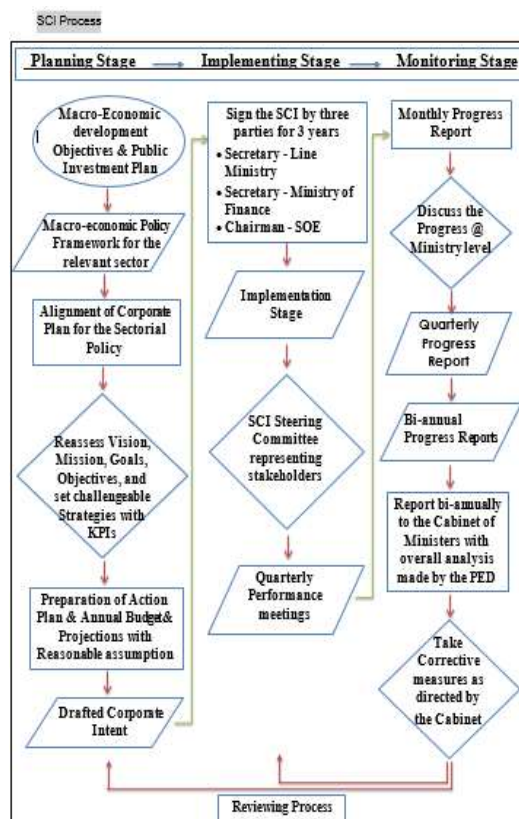 SCI Process
Planning Stage
Implementing Stage
Monitoring Stage
Macro-Economic
development
Objectives & Public
Investment Plan
Macro-economic Policy
Framework for the
relevant sector
Alignment of Corporate
Plan for the Sectorial
Policy
Reassess Vision,
Mission, Goals,
Objectives, and
set challengeable
Strategies with
KPIs
Preparation of Action
Plan & Annual Budget&
Projections with
Reasonable assumption
Drafted Corporate
Intent
Sign the SCI by three
parties for 3 years
• Secretary - Line
Ministry
• Secretary - Ministry of
Finance
• Chairman - SOE
Implementation
Stage
SCI Steering
Committee
representing
stakeholders
Quarterly Performance
meetings
Monthly Progress
Report
Discuss the
Progress @
Ministry level
Quarterly
Progress
Report
Bi-annual
Progress Reports
Report bi-annually
to the Cabinet of
Ministers with
overall analysis
made by the PED
Take
Corrective
measures as
directed by
the Cabinet
Reviewing Process